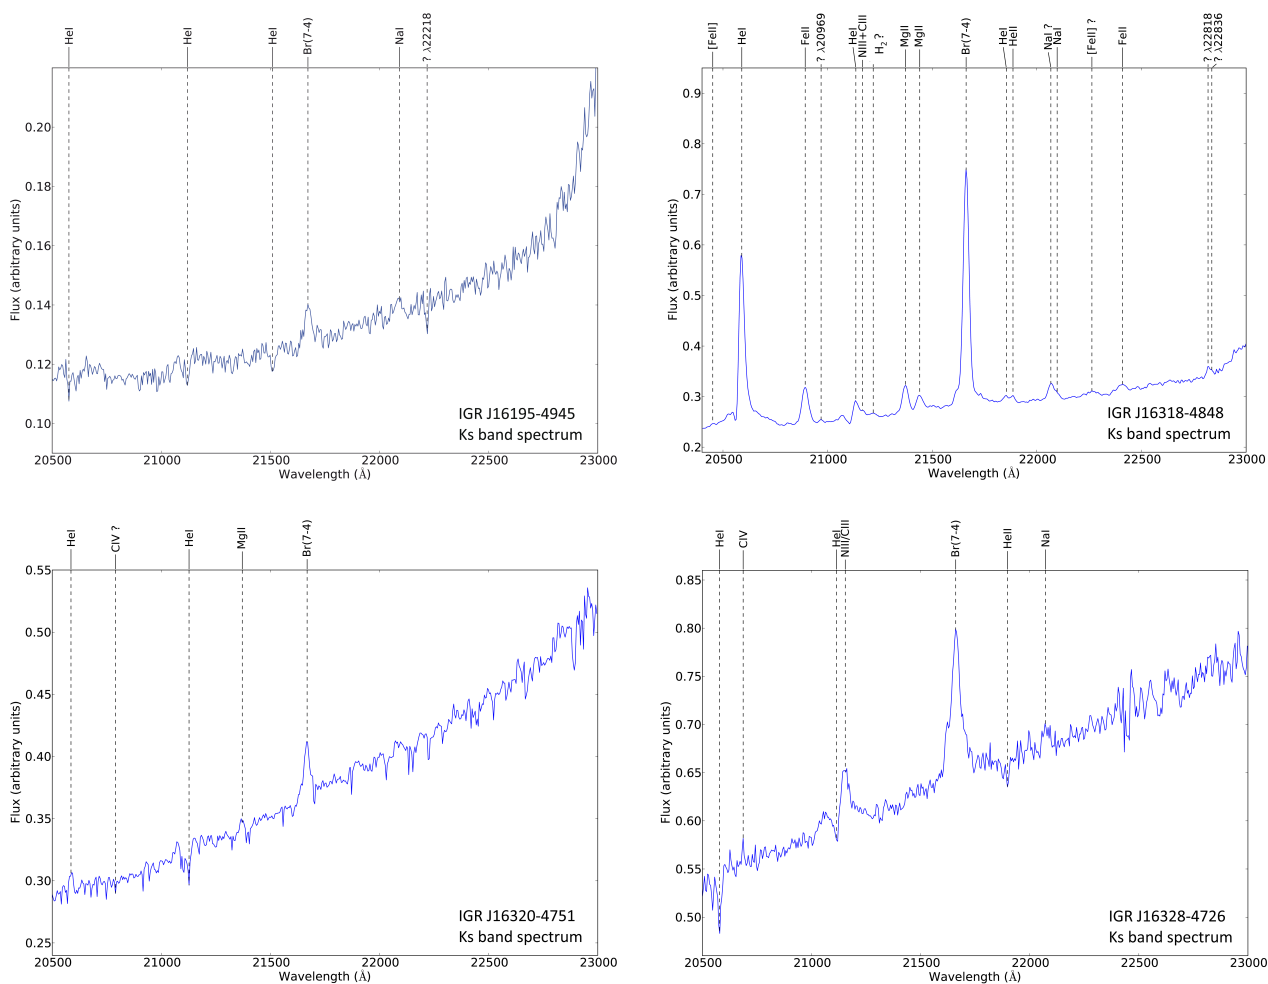 HeI
HeI
HeI
Br(7-4)
NaI
? λ22218
Flux (arbitrary units)
0.20
0.18
0.16
0.14
0.12
0.10
IGR J16195-4945
Ks band spectrum
20500 21000 21500 22000 22500 23000
Wavelength (Å)
[FeII]
HeI
FeII
? λ20969
HeI
NIII+CIII
H₂ ?
MgII
MgII
Br(7-4)
HeI
HeII
NaI ?
NaI
[FeII] ?
FeII
? λ22818
? λ22836
Flux (arbitrary units)
0.9
0.8
0.7
0.6
0.5
0.4
0.3
0.2
IGR J16318-4848
Ks band spectrum
20500 21000 21500 22000 22500 23000
Wavelength (Å)
HeI
CIV ?
HeI
MgII
Br(7-4)
Flux (arbitrary units)
0.55
0.50
0.45
0.40
0.35
0.30
0.25
IGR J16320-4751
Ks band spectrum
20500 21000 21500 22000 22500 23000
Wavelength (Å)
HeI
CIV
HeI
NIII/CIII
Br(7-4)
HeII
NaI
Flux (arbitrary units)
0.85
0.80
0.75
0.70
0.65
0.60
0.55
0.50
IGR J16328-4726
Ks band spectrum
20500 21000 21500 22000 22500 23000
Wavelength (Å)